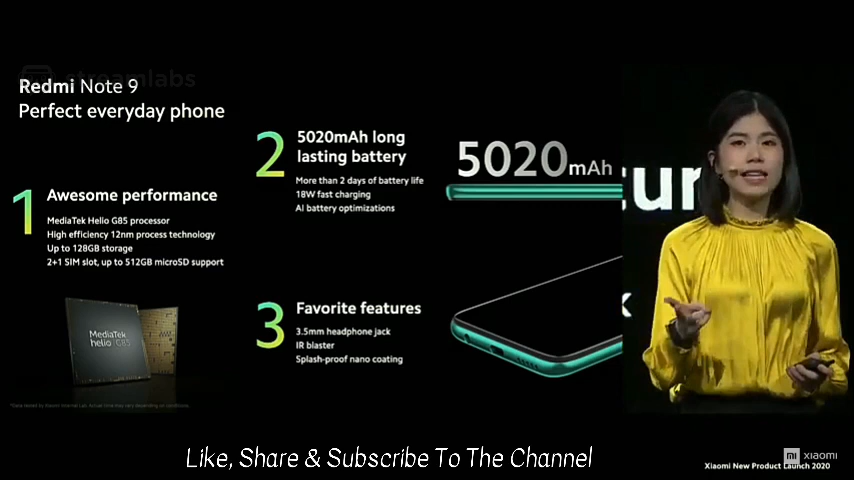 streamlabs
Redmi Note 9
Perfect everyday phone
1
Awesome performance
MediaTek Helio G85 processor
High efficiency 12nm process technology
Up to 128GB storage
2+1 SIM slot, up to 512GB microSD support
MediaTek
helio G85
2
5020mAh long
lasting battery
More than 2 days of battery life
18W fast charging
AI battery optimizations
5020mAh
3
Favorite features
3.5mm headphone jack
IR blaster
Splash-proof nano coating
Like, Share & Subscribe To The Channel
mi xiaomi
Xiaomi New Product Launch 2020